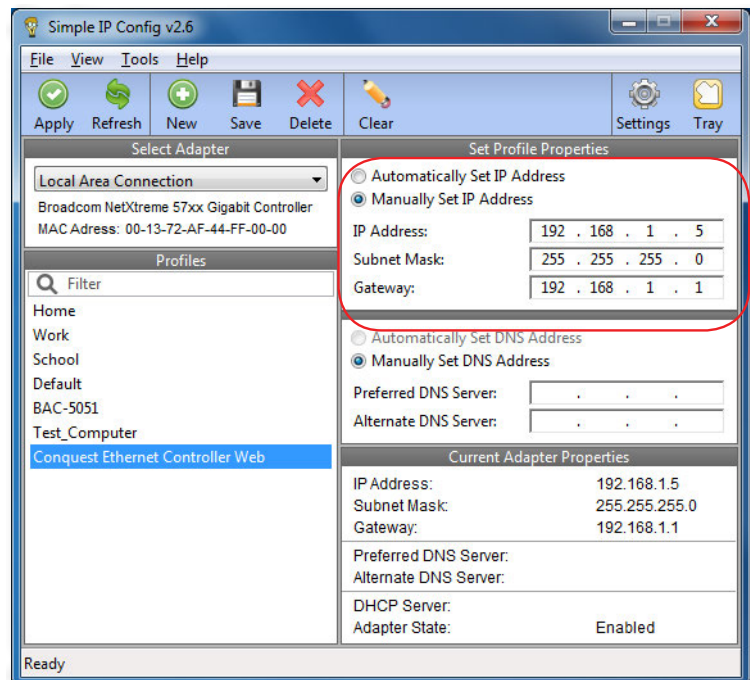 Simple IP Config v2.6
File View Tools Help
Apply Refresh New Save Delete Clear Settings Tray
Select Adapter
Local Area Connection
Broadcom NetXtreme 57xx Gigabit Controller
MAC Adress: 00-13-72-AF-44-FF-00-00
Profiles
Filter
Home
Work
School
Default
BAC-5051
Test_Computer
Conquest Ethernet Controller Web
Set Profile Properties
Automatically Set IP Address
Manually Set IP Address
IP Address: 192 . 168 . 1 . 5
Subnet Mask: 255 . 255 . 255 . 0
Gateway: 192 . 168 . 1 . 1
Automatically Set DNS Address
Manually Set DNS Address
Preferred DNS Server: . . .
Alternate DNS Server: . . .
Current Adapter Properties
IP Address: 192.168.1.5
Subnet Mask: 255.255.255.0
Gateway: 192.168.1.1
Preferred DNS Server:
Alternate DNS Server:
DHCP Server:
Adapter State: Enabled
Ready